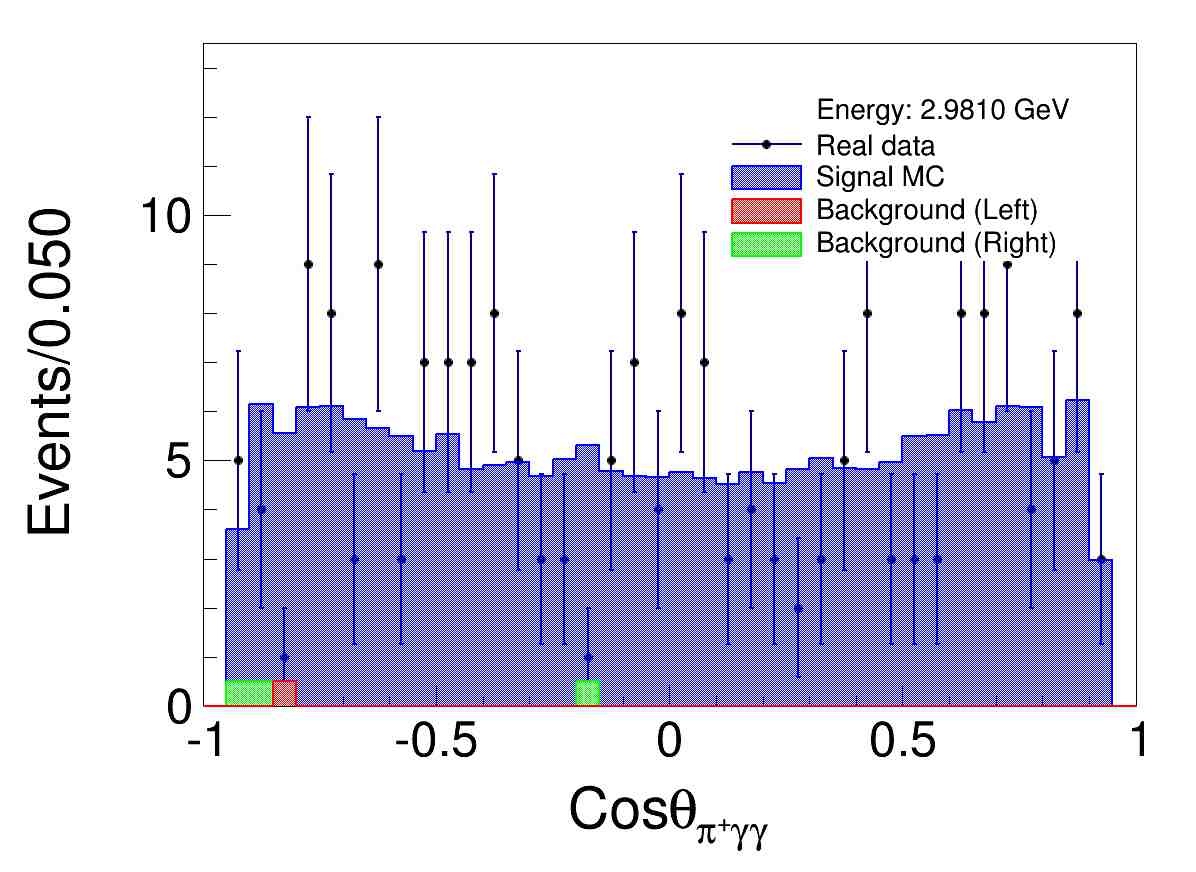 Energy: 2.9810 GeV
Real data
Signal MC
Background (Left)
Background (Right)
Events/0.050
10
5
0
-1
-0.5
0
0.5
1
Cosθπ⁺γγ